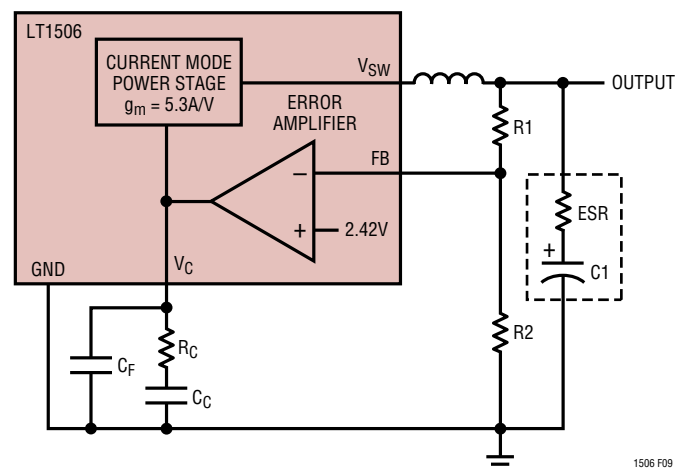 LT1506
CURRENT MODE
POWER STAGE
gm = 5.3A/V
VSW
OUTPUT
ERROR
AMPLIFIER
R1
FB
–
+
2.42V
ESR
+
C1
GND
VC
R2
RC
CF
CC
1506 F09